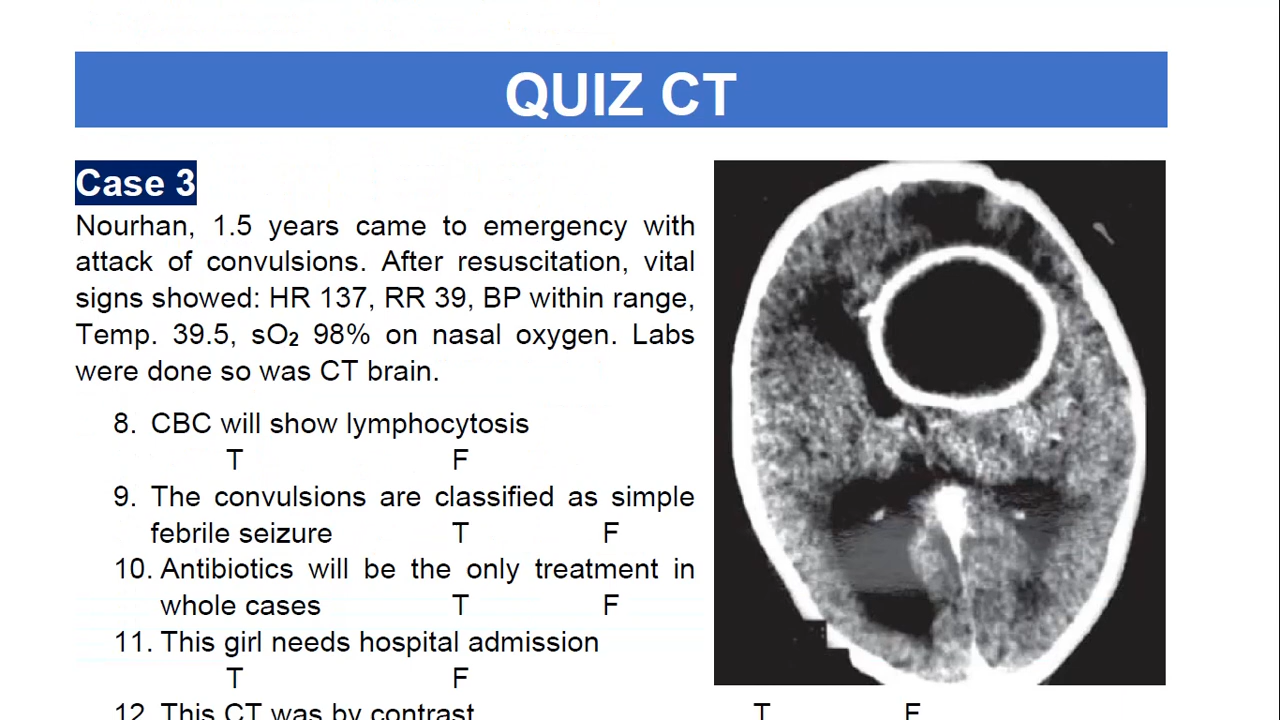 QUIZ CT
Case 3
Nourhan, 1.5 years came to emergency with
attack of convulsions. After resuscitation, vital
signs showed: HR 137, RR 39, BP within range,
Temp. 39.5, sO₂ 98% on nasal oxygen. Labs
were done so was CT brain.
8. CBC will show lymphocytosis
T F
9. The convulsions are classified as simple
febrile seizure T F
10. Antibiotics will be the only treatment in
whole cases T F
11. This girl needs hospital admission
T F
12. This CT was by contrast T F